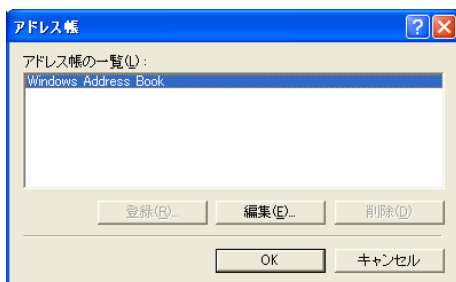 アドレス帳
アドレス帳の一覧(L):
Windows Address Book
登録(R)...
編集(E)...
削除(D)
OK
キャンセル